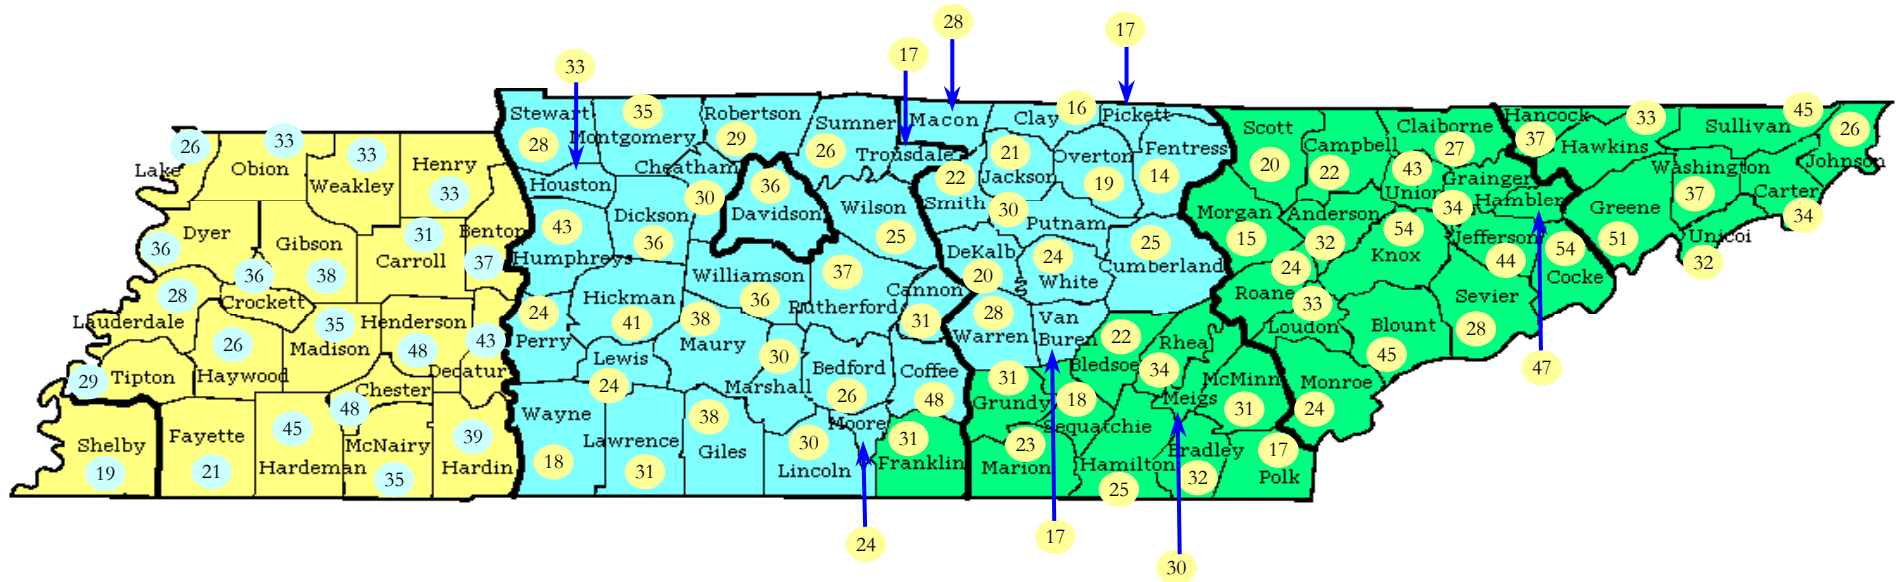 28
17
17
33
Stewart
35
Robertson
Montgomery
28
29
Sumner
26
Macon
Clay
16
Pickett
Trousdale
21
Overton
Fentress
Jackson
19
14
Cheatham
Houston
30
36
Davidson
Wilson
25
22
Smith
30
Putnam
Dickson
36
43
Humphreys
DeKalb
20
24
White
25
Cumberland
Williamson
36
37
Rutherford
Cannon
31
Hickman
41
38
Maury
24
Perry
Lewis
24
30
Marshall
Bedford
26
Coffee
48
28
Warren
Van
Buren
Wayne
18
Lawrence
31
38
Giles
30
Lincoln
Moore
24
31
Franklin
26
Lake
33
Obion
33
Weakley
Henry
33
Dyer
36
Gibson
38
31
Carroll
Benton
37
36
Crockett
28
Lauderdale
26
Haywood
35
Madison
Henderson
48
43
Decatur
29
Tipton
Chester
48
Shelby
19
Fayette
21
45
Hardeman
McNairy
35
39
Hardin
Scott
20
Campbell
22
Claiborne
27
43
Union
Grainger
34
Hambler
47
Hancock
37
33
Hawkins
Sullivan
45
26
Johnson
Washington
37
Carter
34
Greene
51
Unicoi
32
Morgan
15
Anderson
32
54
Knox
Jefferson
44
54
Cocke
24
Roane
33
Loudon
Blount
45
Sevier
28
22
Bledsoe
Rhea
34
Meigs
30
McMinn
31
Monroe
24
31
Grundy
18
Sequatchie
23
Marion
Hamilton
25
Bradley
32
17
Polk
17